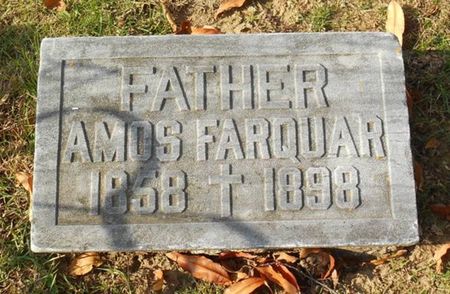 FATHER
AMOS FARQUAR
1858 † 1898